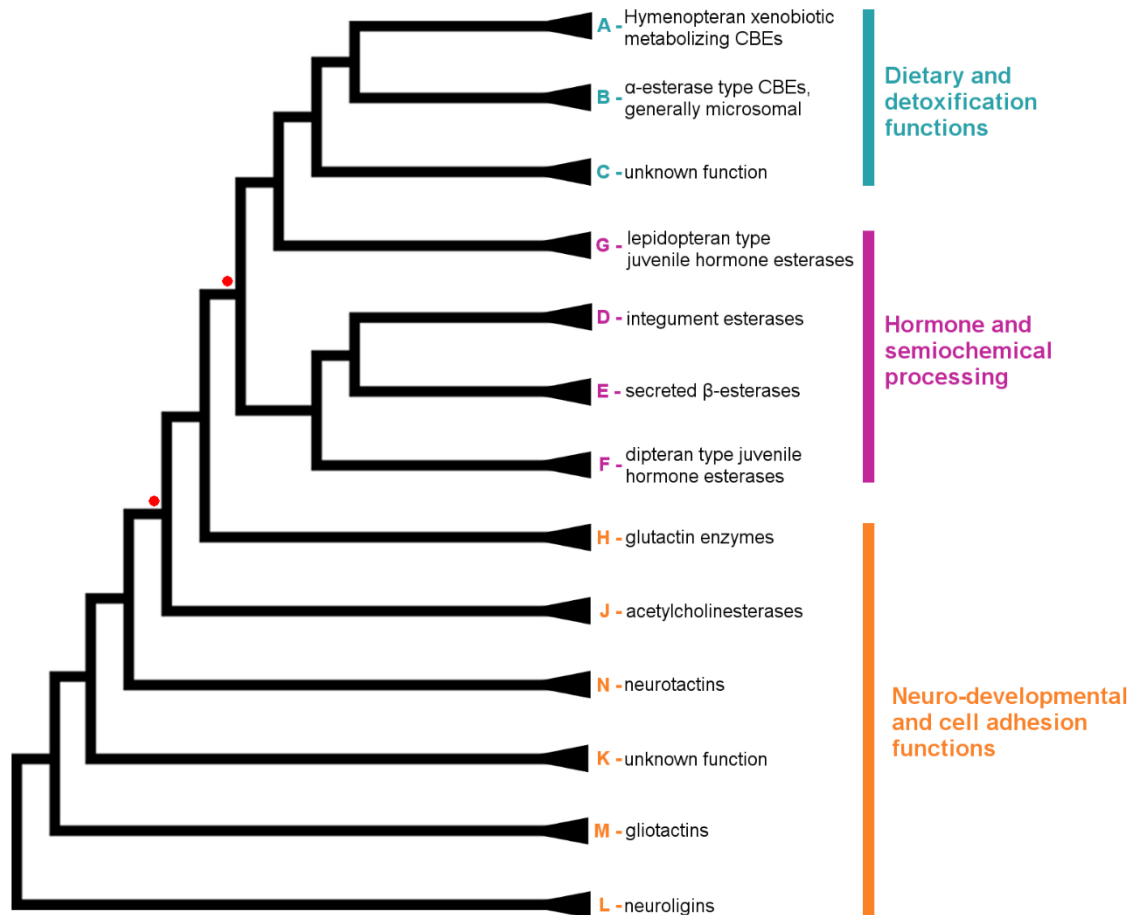 A - Hymenopteran xenobiotic
metabolizing CBEs
B - α-esterase type CBEs,
generally microsomal
C - unknown function
Dietary and
detoxification
functions
G - lepidopteran type
juvenile hormone esterases
D - integument esterases
E - secreted β-esterases
F - dipteran type juvenile
hormone esterases
Hormone and
semiochemical
processing
H - glutactin enzymes
J - acetylcholinesterases
N - neurotactins
K - unknown function
M - gliotactins
L - neuroligins
Neuro-developmental
and cell adhesion
functions